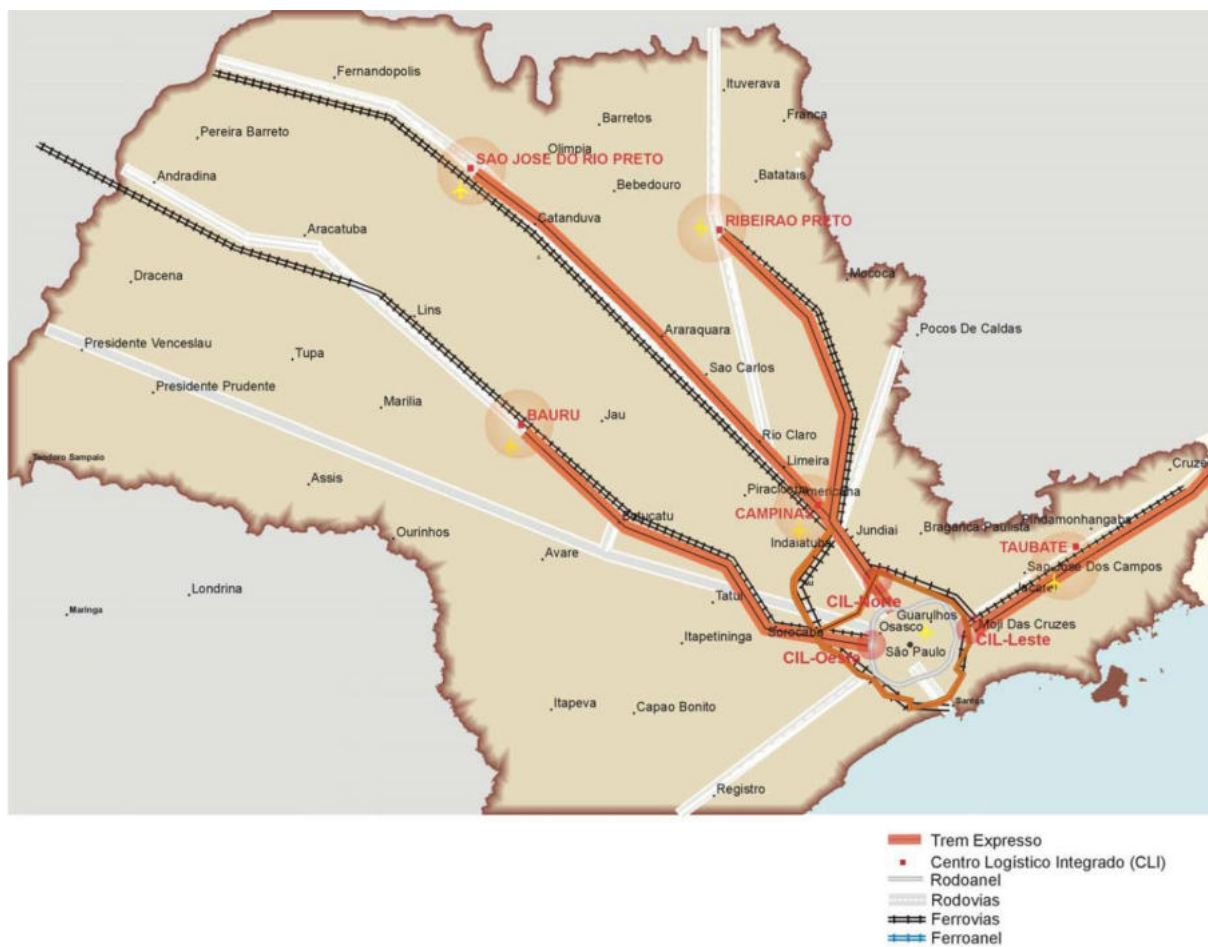 Fernandopolis
Ituverava
Franca
Barretos
Pereira Barreto
Olimpia
SAO JOSE DO RIO PRETO
Andradina
Bebedouro
Batatais
Catanduva
RIBEIRAO PRETO
Aracatuba
Dracena
Mococa
Lins
Araraquara
Pocos De Caldas
Presidente Venceslau
Tupa
Sao Carlos
Presidente Prudente
Marilia
BAURU
Jau
Rio Claro
Teodoro Sampaio
Limeira
Cruze
Assis
Piracicaba
Americana
Botucatu
CAMPINAS
Ourinhos
Jundiai
Braganca Paulista
Pindamonhangaba
Avare
Indaiatuba
TAUBATE
Sao Jose Dos Campos
Londrina
Jacarei
Maringa
Tatui
CIL-Norte
Guarulhos
Itapetininga
Sorocaba
Osasco
Moji Das Cruzes
CIL-Oeste
São Paulo
CIL-Leste
Itapeva
Capao Bonito
Santos
Registro
Trem Expresso
Centro Logístico Integrado (CLI)
Rodoanel
Rodovias
Ferrovias
Ferroanel